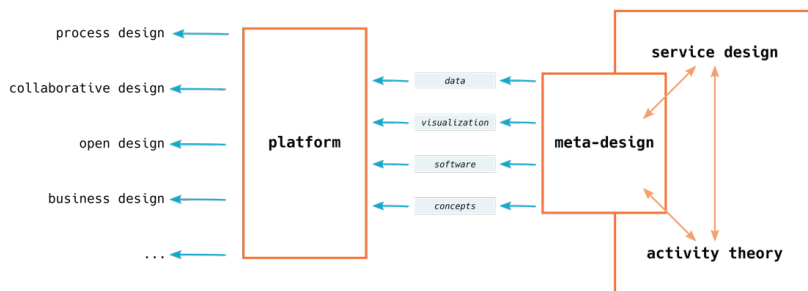 process design
collaborative design
open design
business design
...
platform
data
visualization
software
concepts
meta-design
service design
activity theory